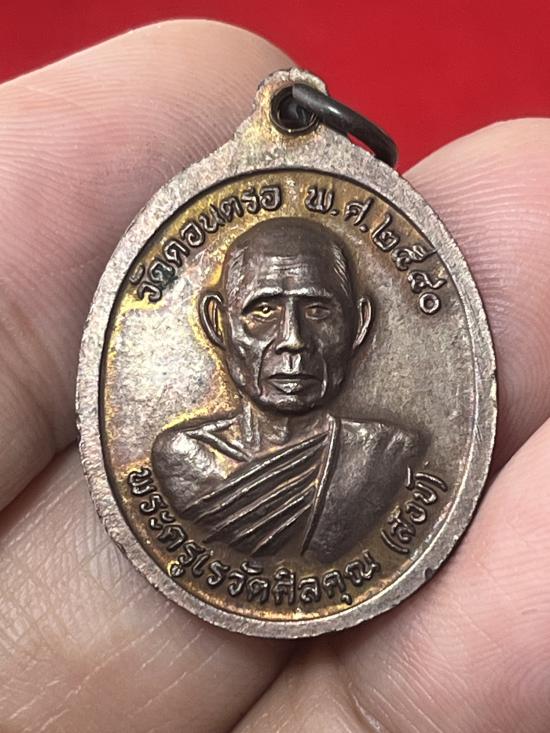 วัดดอนตรอ พ.ศ.๒๕๔๐
พระครูเรวัตศีลคุณ (สังข์)